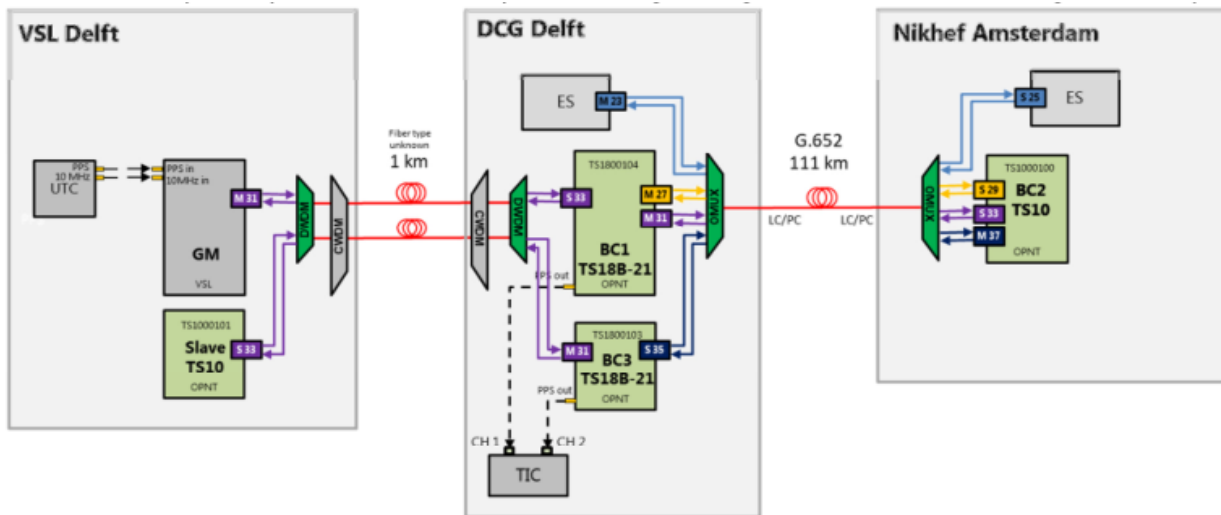 VSL Delft
PPS
10 MHz
UTC
PPS in
10MHz in
GM
VSL
M 31
TS1000101
Slave
TS10
OPNT
S 33
DWDM
CWDM
Fiber type
unknown
1 km
DCG Delft
CWDM
DWDM
ES
M 23
TS1800104
S 33
M 27
M 31
BC1
TS18B-21
OPNT
PPS out
TS1800103
M 31
S 35
BC3
TS18B-21
OPNT
PPS out
CH 1
CH 2
TIC
OMUX
G.652
111 km
LC/PC
LC/PC
Nikhef Amsterdam
S 25
ES
OMUX
TS1000100
S 29
S 33
M 37
BC2
TS10
OPNT